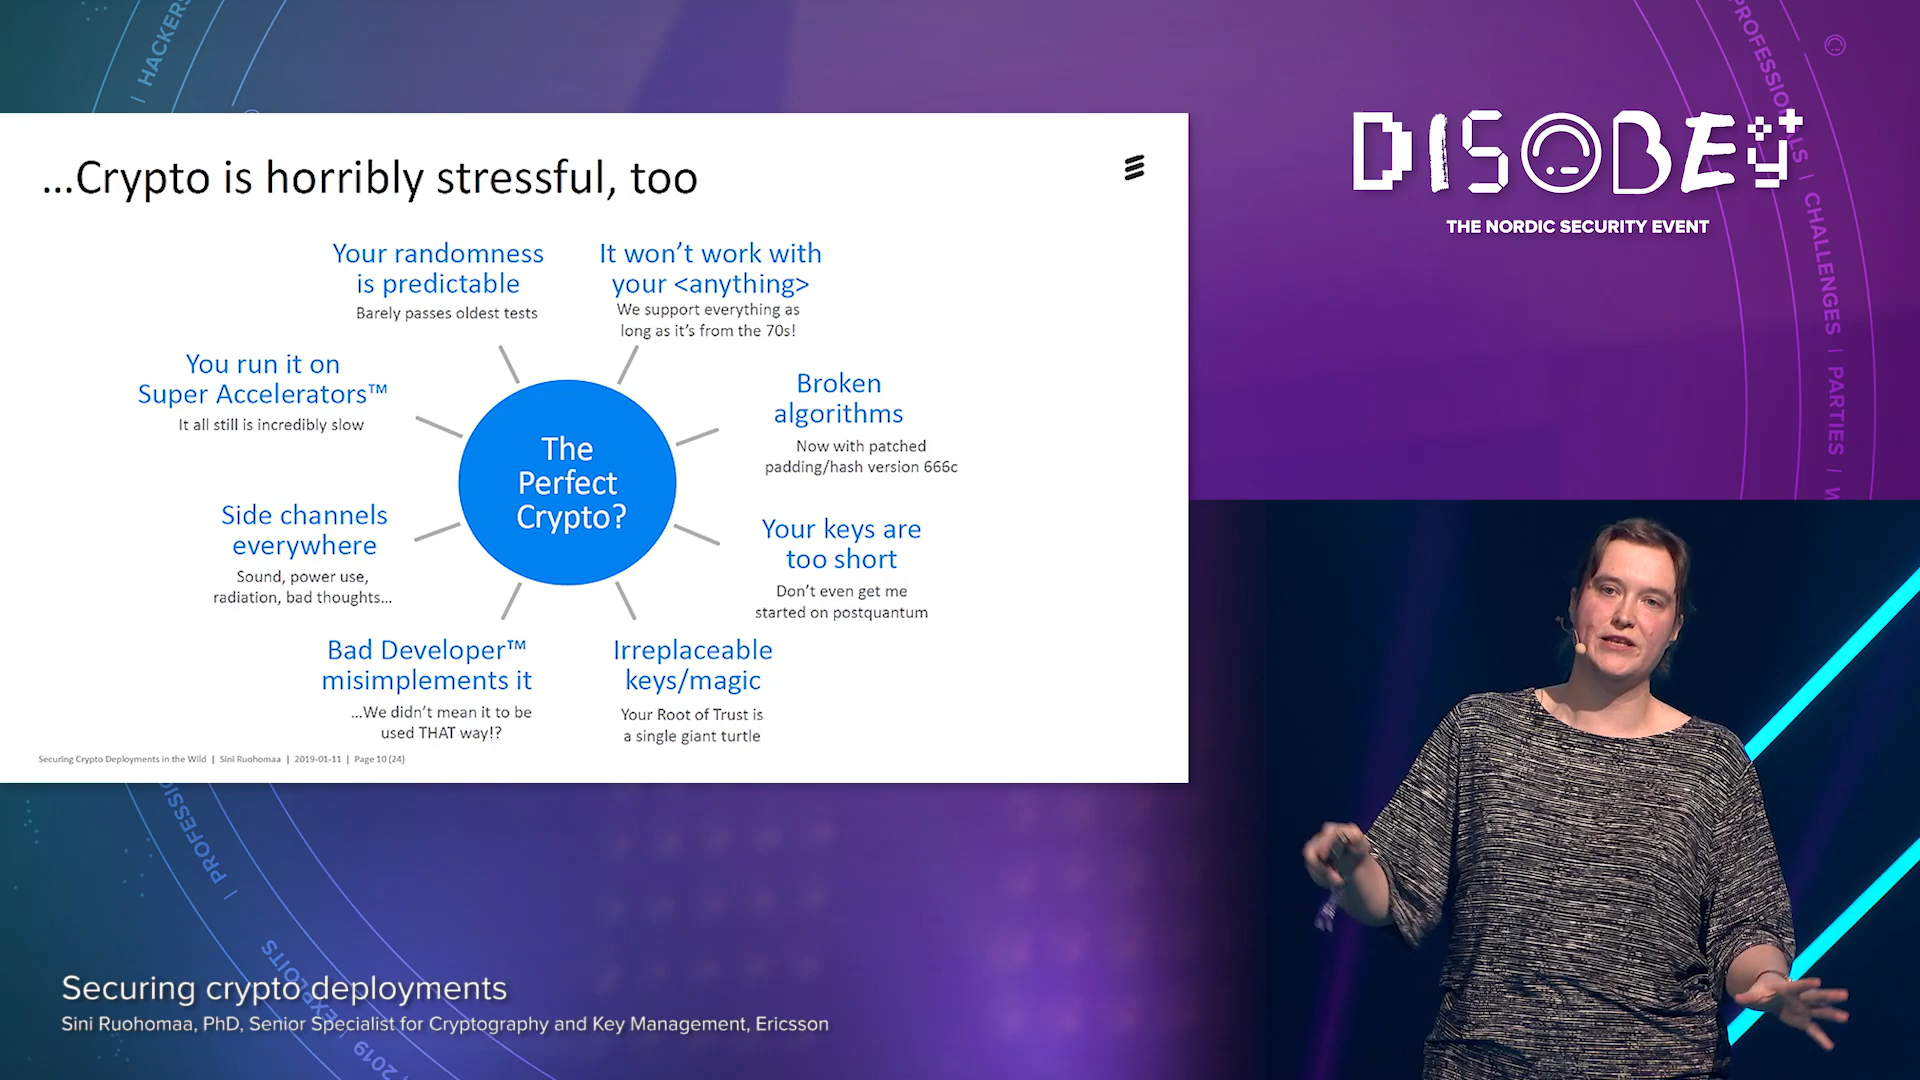 ...Crypto is horribly stressful, too
Your randomness
is predictable
Barely passes oldest tests
It won't work with
your <anything>
We support everything as
long as it's from the 70s!
You run it on
Super Accelerators™
It all still is incredibly slow
Broken
algorithms
Now with patched
padding/hash version 666c
The
Perfect
Crypto?
Side channels
everywhere
Sound, power use,
radiation, bad thoughts...
Your keys are
too short
Don't even get me
started on postquantum
Bad Developer™
misimplements it
...We didn't mean it to be
used THAT way!?
Irreplaceable
keys/magic
Your Root of Trust is
a single giant turtle
Securing Crypto Deployments in the Wild | Sini Ruohomaa | 2019-01-11 | Page 10 (24)
DISOBEY
THE NORDIC SECURITY EVENT
| HACKERS
PROFESSIONALS | CHALLENGES | PARTIES /
PROFESSI
|
EXPLOITS
| 2019
Securing crypto deployments
Sini Ruohomaa, PhD, Senior Specialist for Cryptography and Key Management, Ericsson